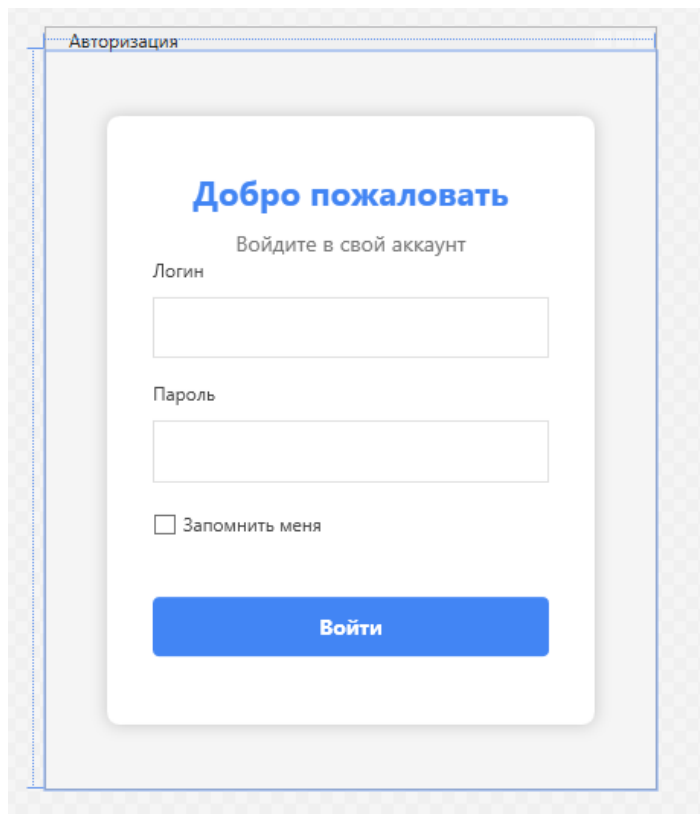 Авторизация
Добро пожаловать
Войдите в свой аккаунт
Логин
Пароль
Запомнить меня
Войти